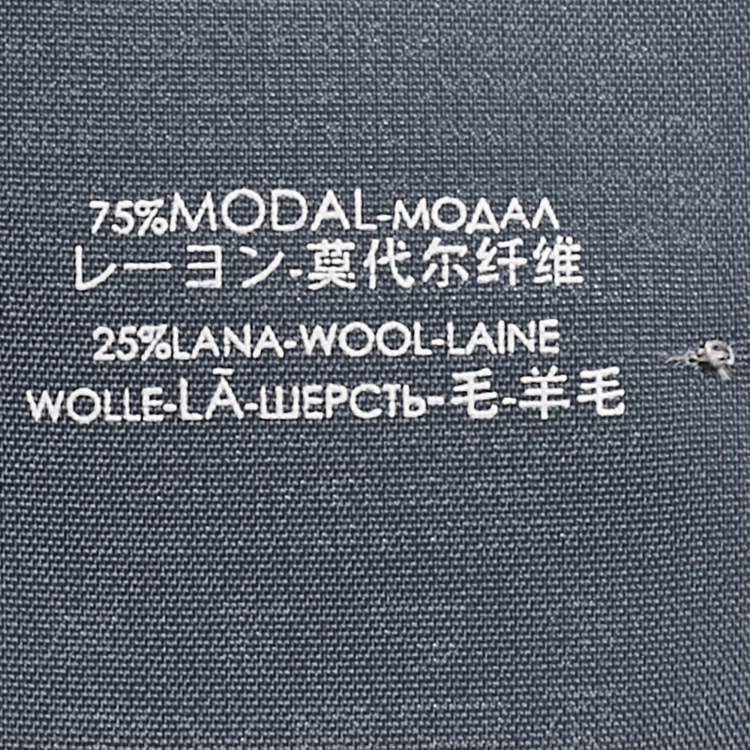 75%MODAL-МОДАЛ
レーヨン-莫代尔纤维
25%LANA-WOOL-LAINE
WOLLE-LĀ-ШЕРСТЬ-毛-羊毛